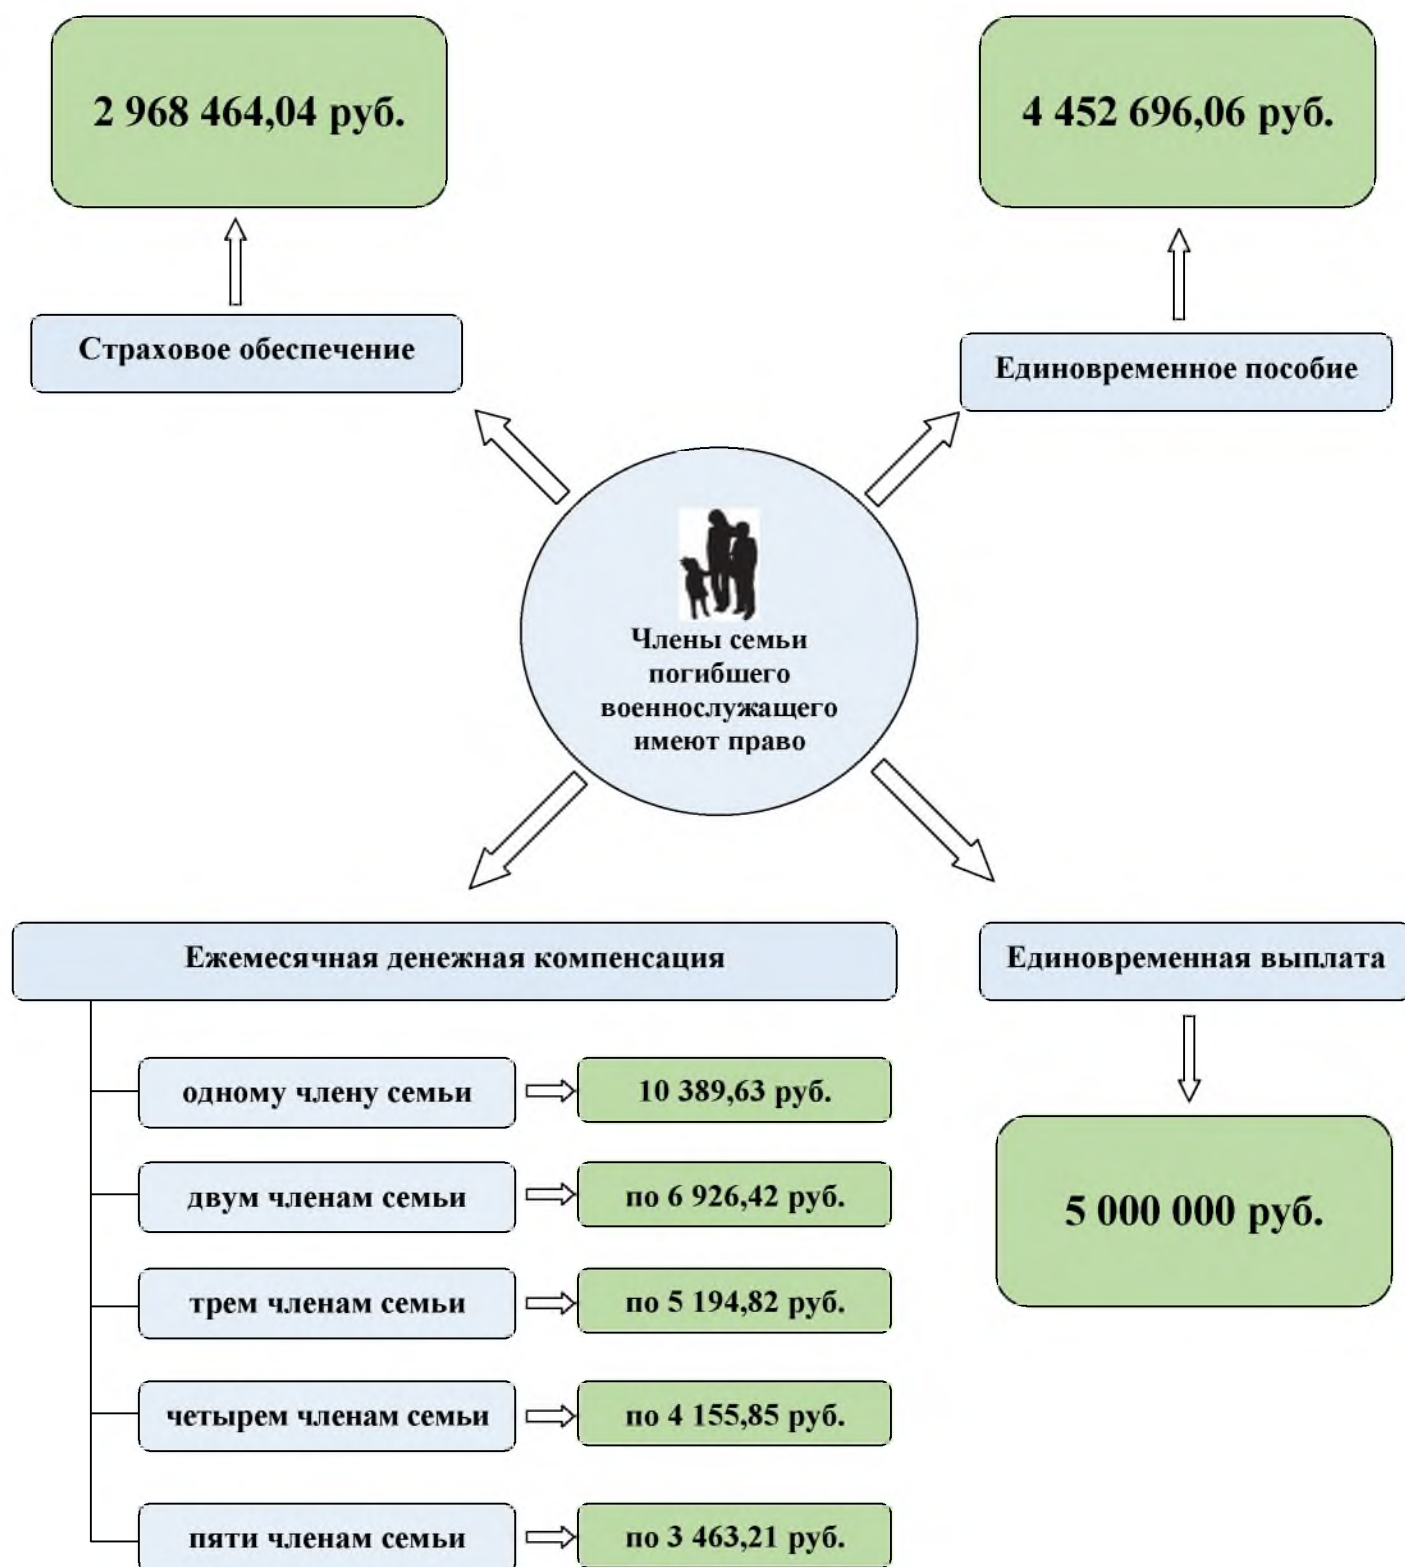 2 968 464,04 руб.
4 452 696,06 руб.
Страховое обеспечение
Единовременное пособие
Члены семьи
погибшего
военнослужащего
имеют право
Ежемесячная денежная компенсация
Единовременная выплата
одному члену семьи
10 389,63 руб.
двум членам семьи
по 6 926,42 руб.
5 000 000 руб.
трем членам семьи
по 5 194,82 руб.
четырем членам семьи
по 4 155,85 руб.
пяти членам семьи
по 3 463,21 руб.